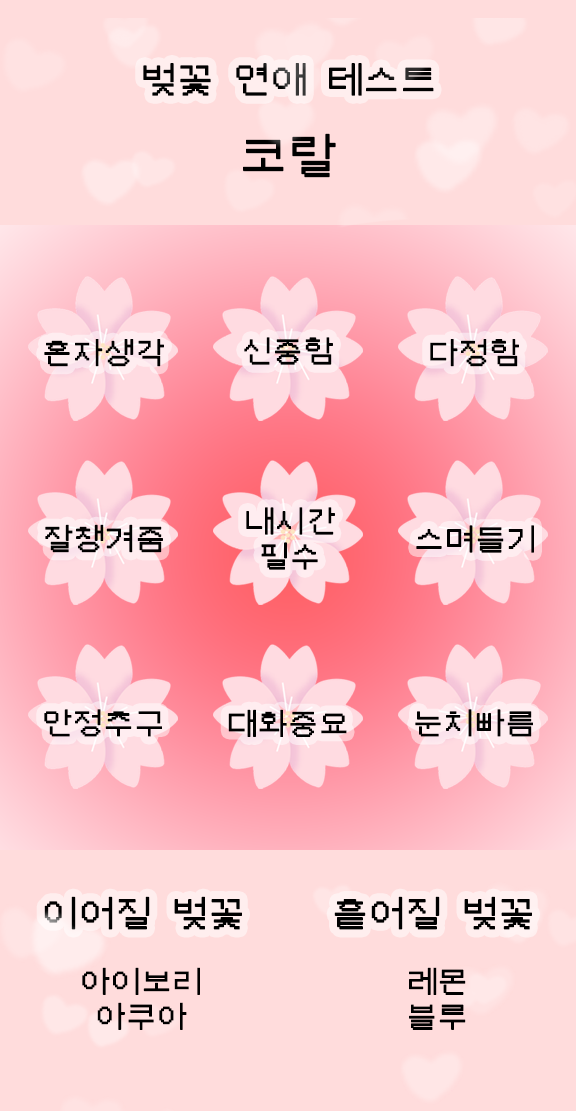 벚꽃 연애 테스트
코랄
혼자생각 신중함 다정함
잘챙겨줌 내시간 필수 스며들기
안정추구 대화중요 눈치빠름
이어질 벚꽃
아이보리
아쿠아
흩어질 벚꽃
레몬
블루